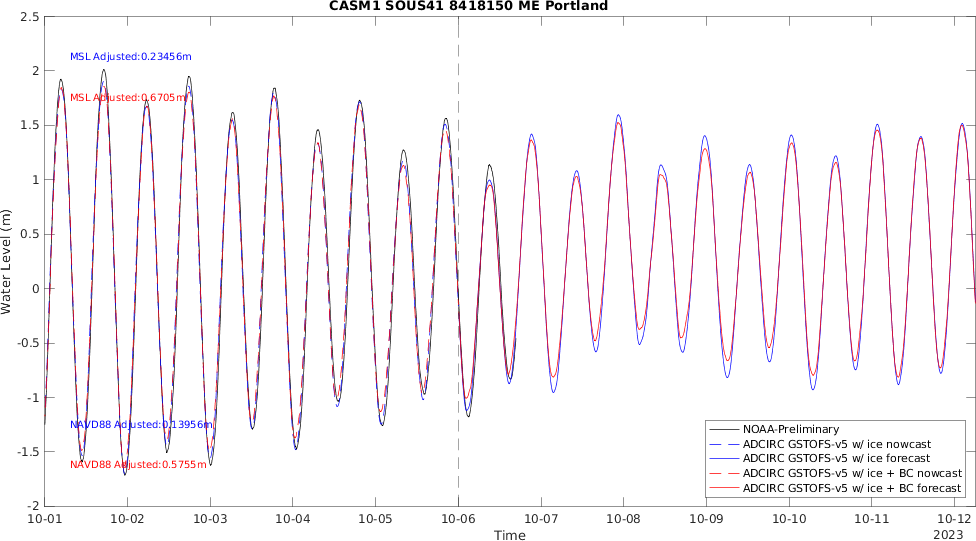 CASM1 SOUS41 8418150 ME Portland
2.5
2
1.5
1
0.5
0
-0.5
-1
-1.5
-2
Water Level (m)
MSL Adjusted:0.23456m
MSL Adjusted:0.6705m
NAVD88 Adjusted:0.13956m
NAVD88 Adjusted:0.5755m
NOAA-Preliminary
ADCIRC GSTOFS-v5 w/ ice nowcast
ADCIRC GSTOFS-v5 w/ ice forecast
ADCIRC GSTOFS-v5 w/ ice + BC nowcast
ADCIRC GSTOFS-v5 w/ ice + BC forecast
10-01 10-02 10-03 10-04 10-05 10-06 10-07 10-08 10-09 10-10 10-11 10-12
Time
2023